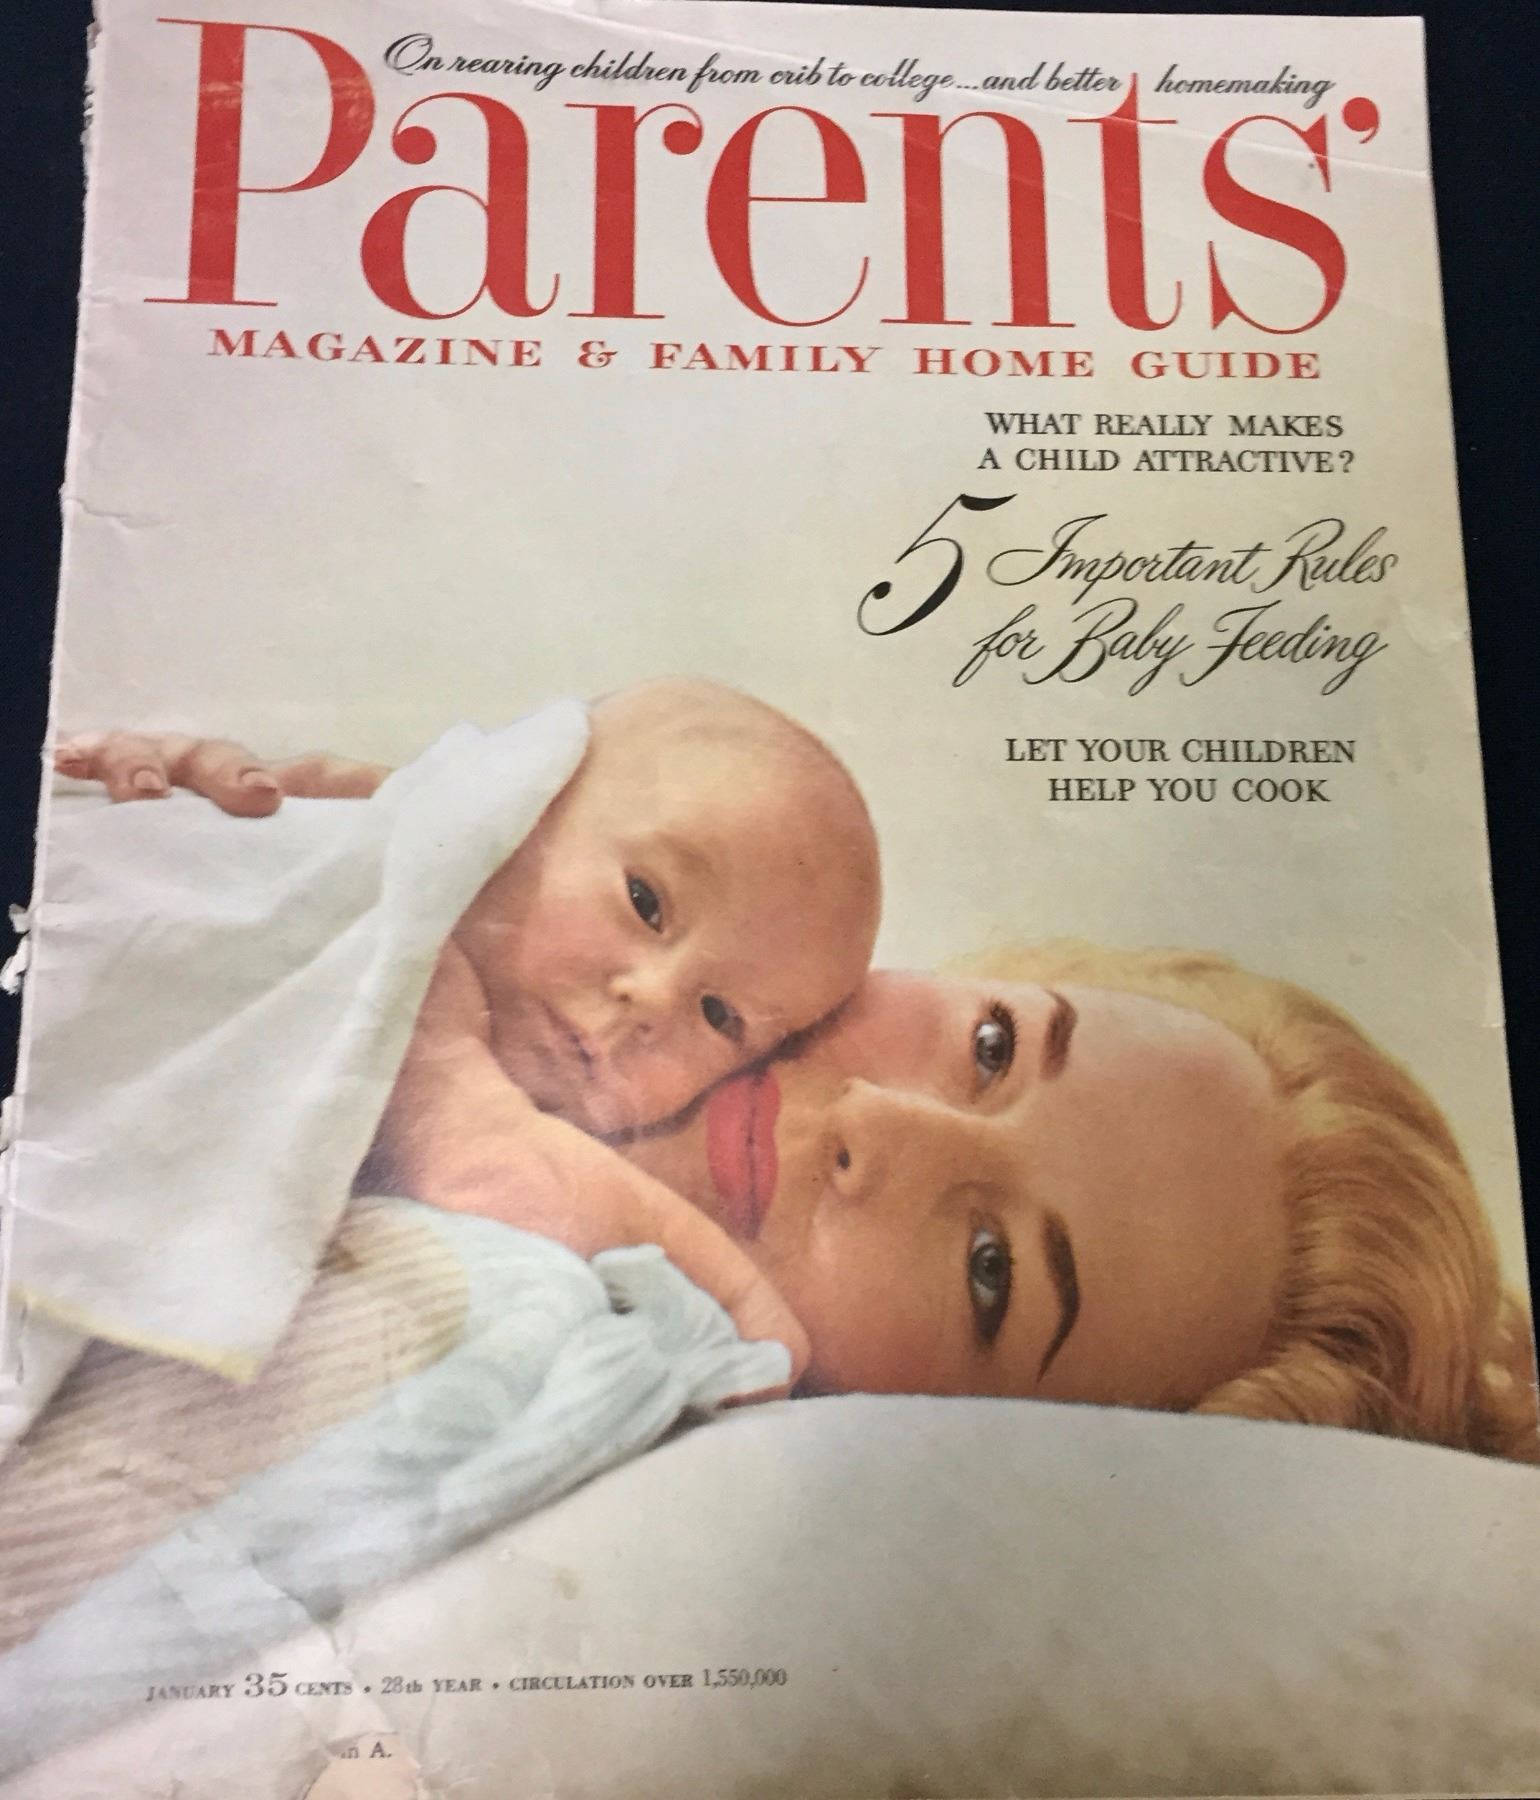 On rearing children from crib to college...and better homemaking
Parents'
MAGAZINE & FAMILY HOME GUIDE
WHAT REALLY MAKES
A CHILD ATTRACTIVE?
5 Important Rules
for Baby Feeding
LET YOUR CHILDREN
HELP YOU COOK
JANUARY 35 CENTS • 28th YEAR • CIRCULATION OVER 1,550,000
A.